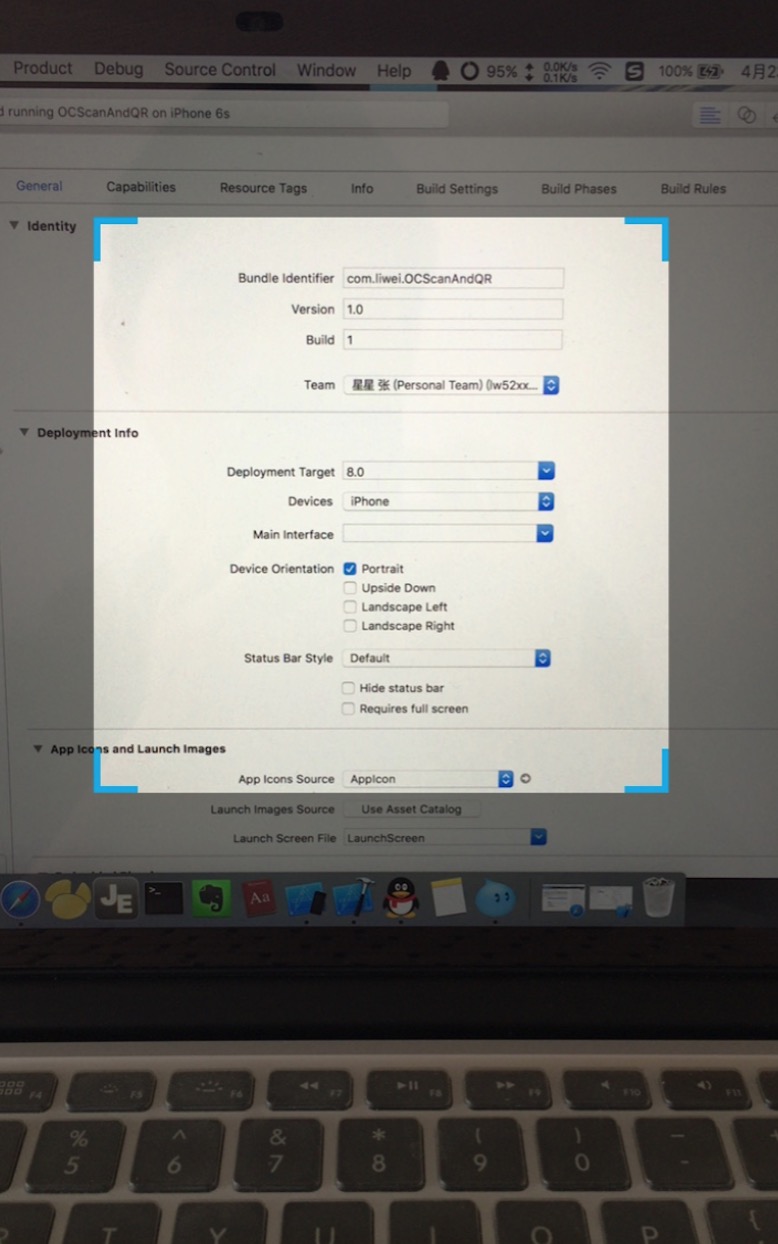 Product Debug Source Control Window Help 95% 0.0K/s 0.1K/s S 100% 4月2
d running OCScanAndQR on iPhone 6s
General Capabilities Resource Tags Info Build Settings Build Phases Build Rules
Identity
Bundle Identifier com.liwei.OCScanAndQR
Version 1.0
Build 1
Team 星星 张 (Personal Team) (lw52xx...
Deployment Info
Deployment Target 8.0
Devices iPhone
Main Interface
Device Orientation Portrait
Upside Down
Landscape Left
Landscape Right
Status Bar Style Default
Hide status bar
Requires full screen
App Icons and Launch Images
App Icons Source AppIcon
Launch Images Source Use Asset Catalog
Launch Screen File LaunchScreen
JE >_ Aa
F4 F5 F6 F7 F8 F9 F10 F11
% ^ & * ( ) —
5 6 7 8 9 0 -
T Y U I O P {